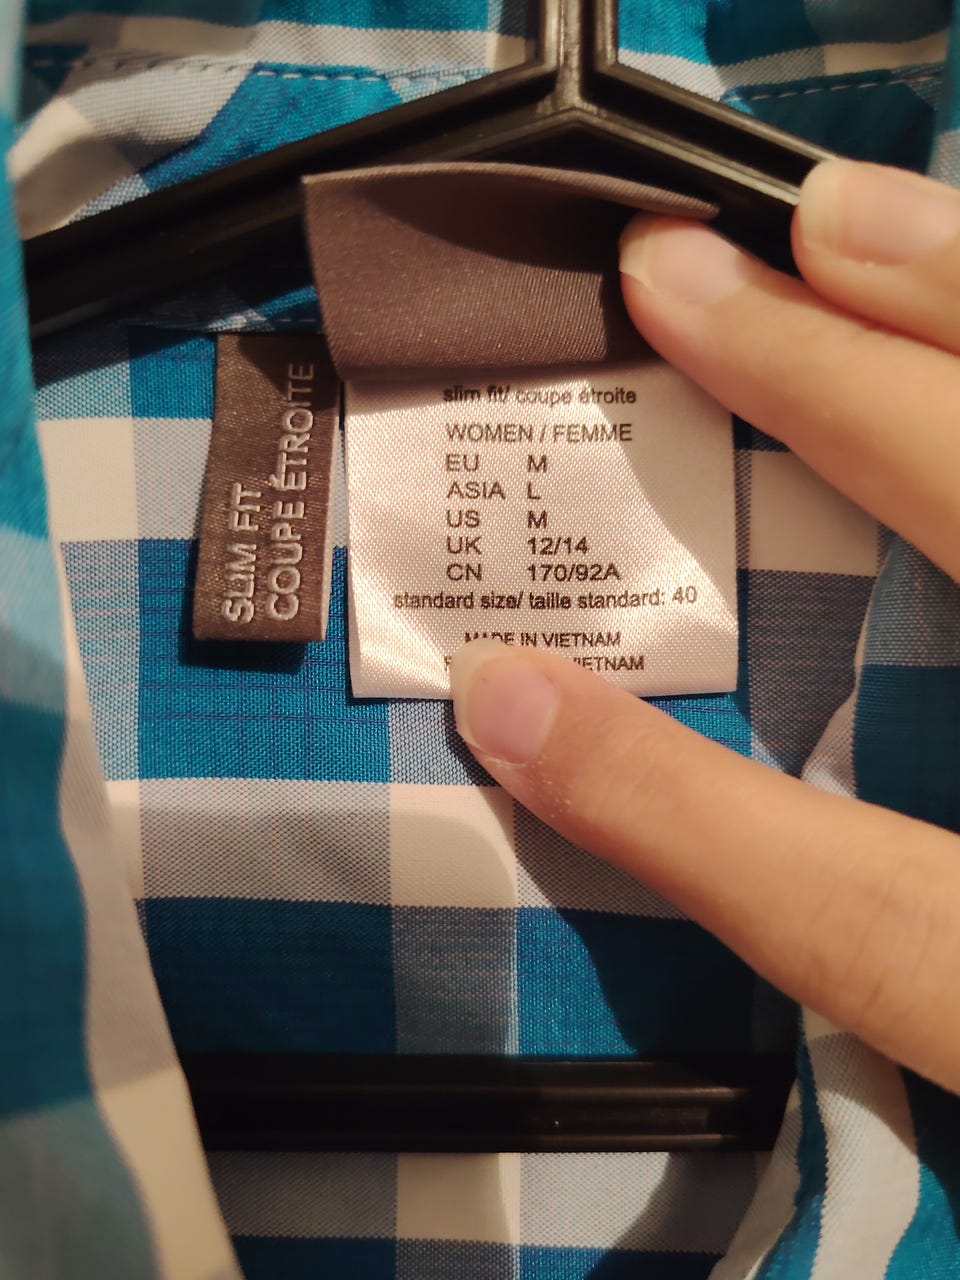 SLIM FIT
COUPE ÉTROITE
slim fit/ coupe étroite
WOMEN / FEMME
EU M
ASIA L
US M
UK 12/14
CN 170/92A
standard size/ taille standard: 40
MADE IN VIETNAM
VIETNAM